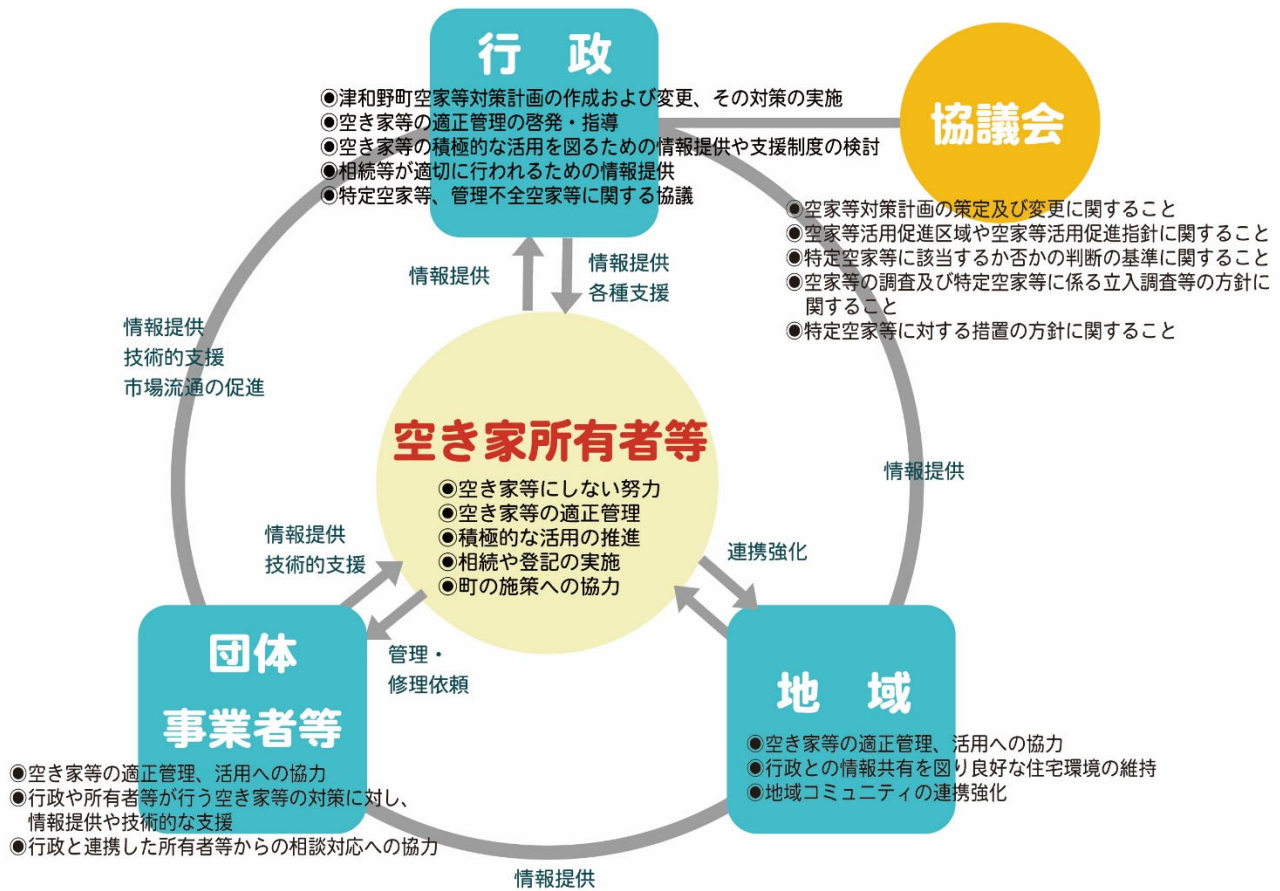 行 政
◉津和野町空家等対策計画の作成および変更、その対策の実施
◉空き家等の適正管理の啓発・指導
◉空き家等の積極的な活用を図るための情報提供や支援制度の検討
◉相続等が適切に行われるための情報提供
◉特定空家等、管理不全空家等に関する協議
協議会
◉空家等対策計画の策定及び変更に関すること
◉空家等活用促進区域や空家等活用促進指針に関すること
◉特定空家等に該当するか否かの判断の基準に関すること
◉空家等の調査及び特定空家等に係る立入調査等の方針に
関すること
◉特定空家等に対する措置の方針に関すること
情報提供
情報提供
各種支援
情報提供
技術的支援
市場流通の促進
空き家所有者等
◉空き家等にしない努力
◉空き家等の適正管理
◉積極的な活用の推進
◉相続や登記の実施
◉町の施策への協力
情報提供
情報提供
技術的支援
連携強化
管理・
修理依頼
団体
事業者等
◉空き家等の適正管理、活用への協力
◉行政や所有者等が行う空き家等の対策に対し、
情報提供や技術的な支援
◉行政と連携した所有者等からの相談対応への協力
地 域
◉空き家等の適正管理、活用への協力
◉行政との情報共有を図り良好な住宅環境の維持
◉地域コミュニティの連携強化
情報提供